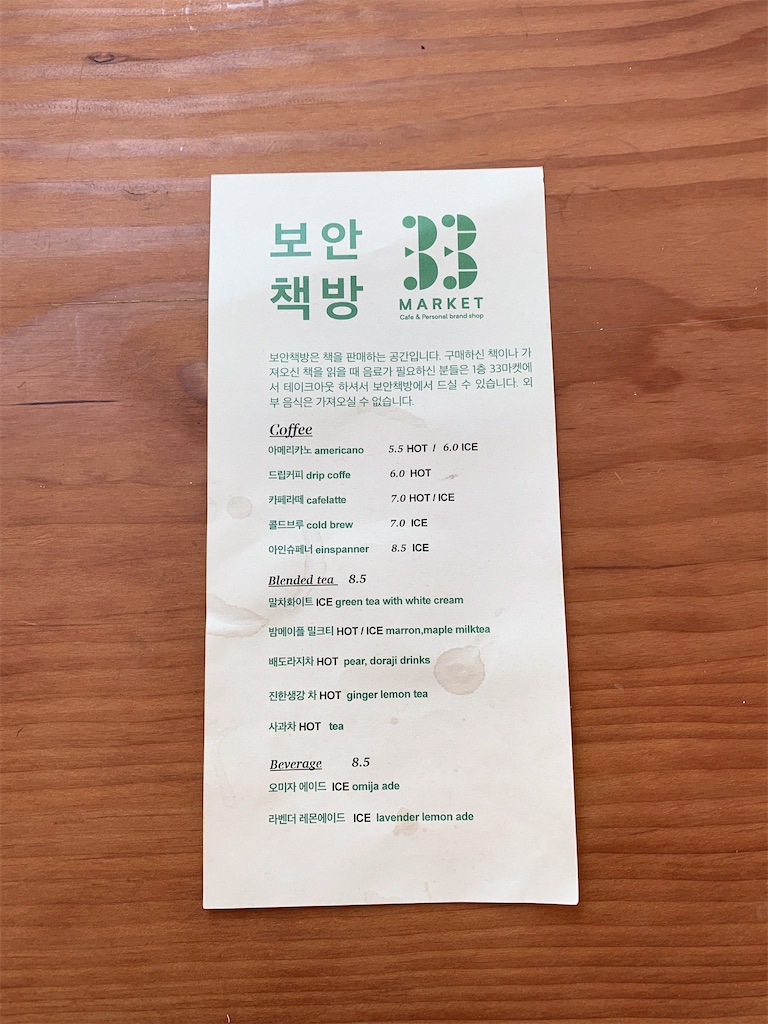 보안
책방
33
MARKET
Cafe & Personal brand shop
보안책방은 책을 판매하는 공간입니다. 구매하신 책이나 가
져오신 책을 읽을 때 음료가 필요하신 분들은 1층 33마켓에
서 테이크아웃 하셔서 보안책방에서 드실 수 있습니다. 외
부 음식은 가져오실 수 없습니다.
Coffee
아메리카노 americano 5.5 HOT / 6.0 ICE
드립커피 drip coffe 6.0 HOT
카페라떼 cafelatte 7.0 HOT / ICE
콜드브루 cold brew 7.0 ICE
아인슈페너 einspanner 8.5 ICE
Blended tea 8.5
말차화이트 ICE green tea with white cream
밤메이플 밀크티 HOT / ICE marron,maple milktea
배도라지차 HOT pear, doraji drinks
진한생강 차 HOT ginger lemon tea
사과차 HOT tea
Beverage 8.5
오미자 에이드 ICE omija ade
라벤더 레몬에이드 ICE lavender lemon ade